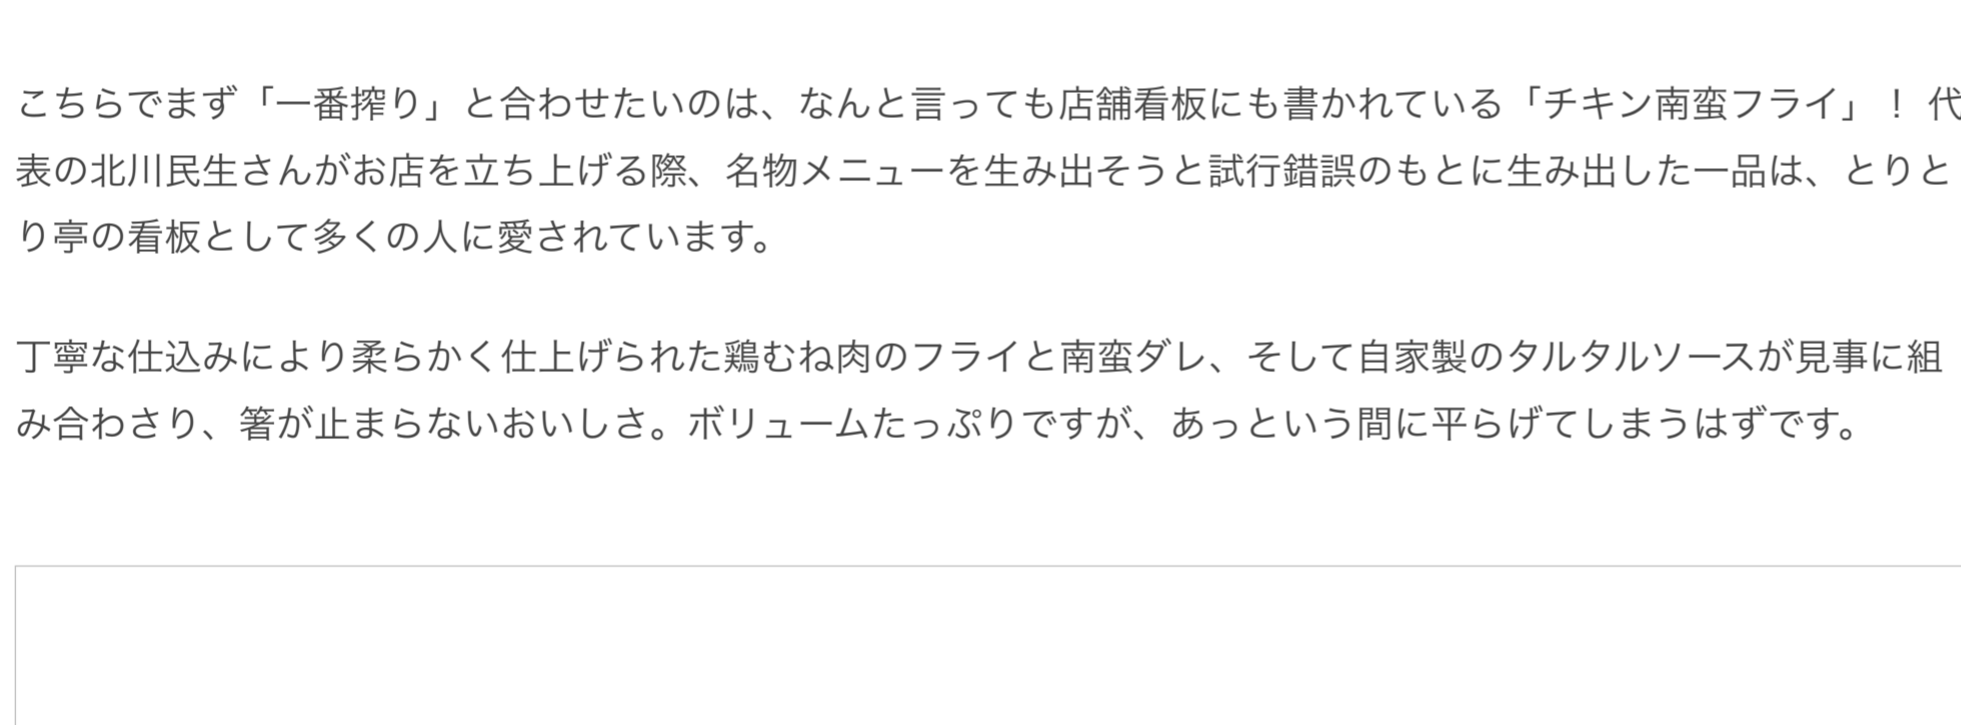 こちらでまず「一番搾り」と合わせたいのは、なんと言っても店舗看板にも書かれている「チキン南蛮フライ」！ 代
表の北川民生さんがお店を立ち上げる際、名物メニューを生み出そうと試行錯誤のもとに生み出した一品は、とりと
り亭の看板として多くの人に愛されています。
丁寧な仕込みにより柔らかく仕上げられた鶏むね肉のフライと南蛮ダレ、そして自家製のタルタルソースが見事に組
み合わさり、箸が止まらないおいしさ。ボリュームたっぷりですが、あっという間に平らげてしまうはずです。